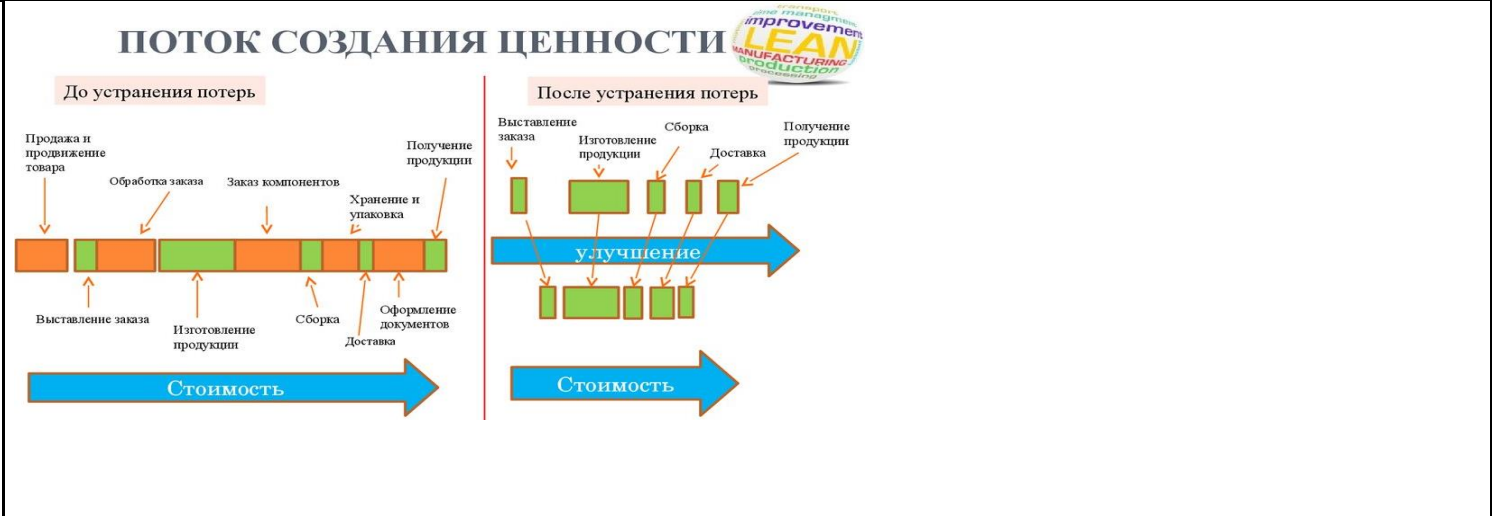 ПОТОК СОЗДАНИЯ ЦЕННОСТИ
improvement
LEAN
MANUFACTURING
production
processing
До устранения потерь
После устранения потерь
Продажа и
продвижение
товара
Обработка заказа
Заказ компонентов
Хранение и
упаковка
Получение
продукции
Выставление заказа
Изготовление
продукции
Сборка
Доставка
Оформление
документов
Стоимость
Выставление
заказа
Изготовление
продукции
Сборка
Доставка
Получение
продукции
улучшение
Стоимость